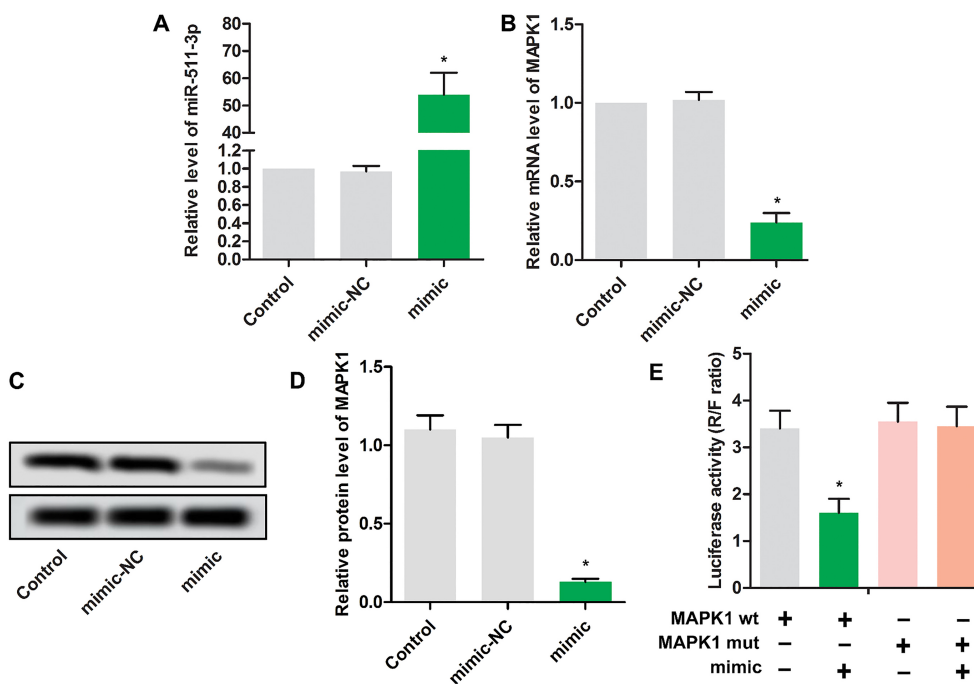 A
Relative level of miR-511-3p
80
70
60
50
40
1.2
1.0
0.8
0.6
0.4
0.2
0.0
*
Control
mimic-NC
mimic
B
Relative mRNA level of MAPK1
1.5
1.0
0.5
0.0
*
Control
mimic-NC
mimic
C
Control
mimic-NC
mimic
D
Relative protein level of MAPK1
1.5
1.0
0.5
0.0
*
Control
mimic-NC
mimic
E
Luciferase activity (R/F ratio)
5
4
3
2
1
0
*
MAPK1 wt + + – –
MAPK1 mut – – + +
mimic – + – +